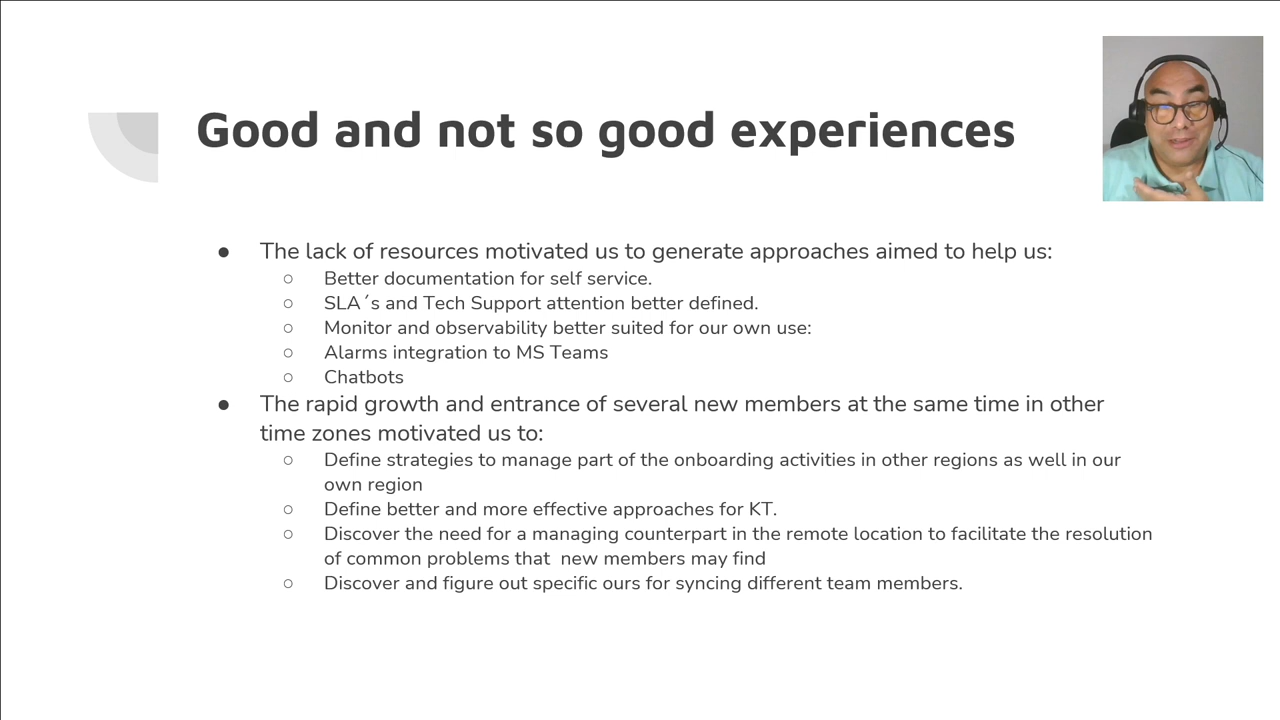 Good and not so good experiences
● The lack of resources motivated us to generate approaches aimed to help us:
○ Better documentation for self service.
○ SLA´s and Tech Support attention better defined.
○ Monitor and observability better suited for our own use:
○ Alarms integration to MS Teams
○ Chatbots
● The rapid growth and entrance of several new members at the same time in other
time zones motivated us to:
○ Define strategies to manage part of the onboarding activities in other regions as well in our
own region
○ Define better and more effective approaches for KT.
○ Discover the need for a managing counterpart in the remote location to facilitate the resolution
of common problems that  new members may find
○ Discover and figure out specific ours for syncing different team members.